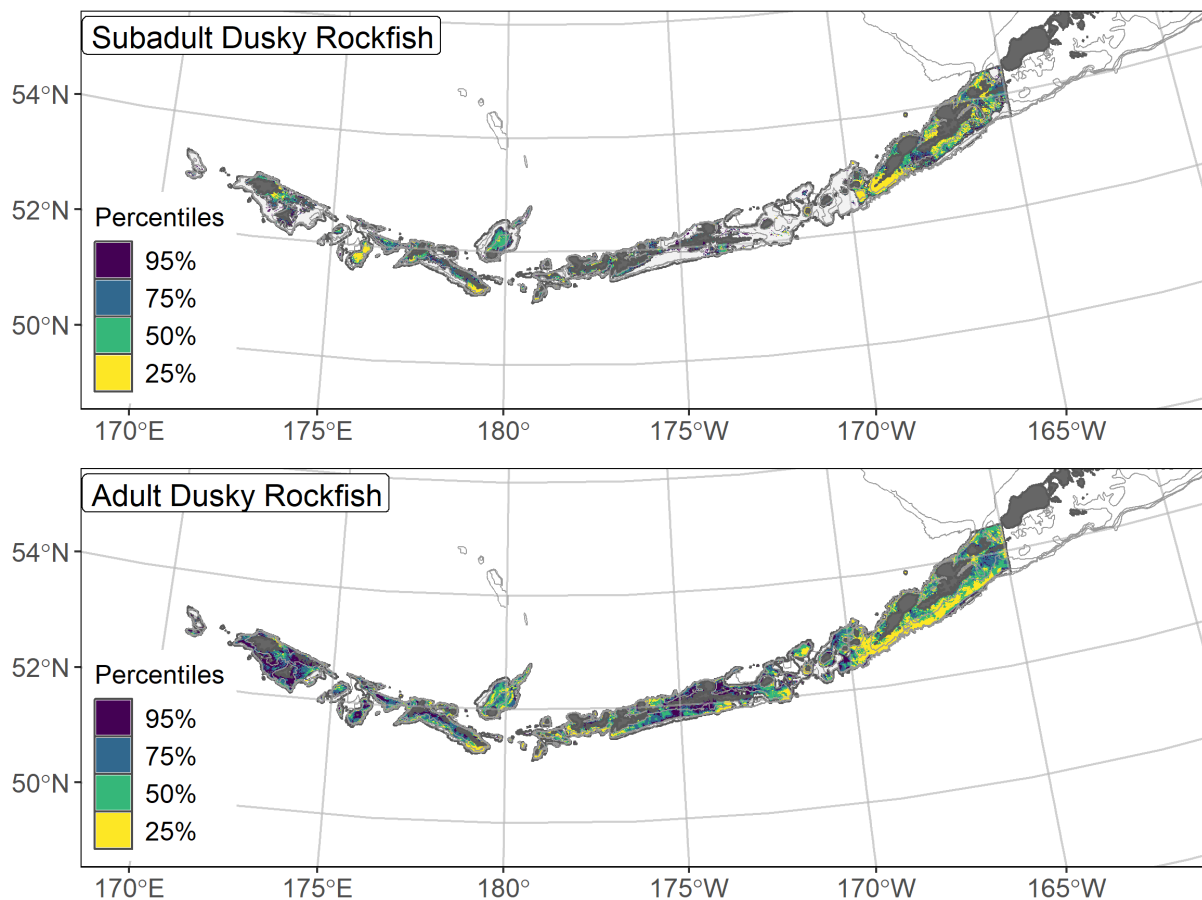 Subadult Dusky Rockfish
54°N
52°N
50°N
Percentiles
95%
75%
50%
25%
170°E 175°E 180° 175°W 170°W 165°W
Adult Dusky Rockfish
54°N
52°N
50°N
Percentiles
95%
75%
50%
25%
170°E 175°E 180° 175°W 170°W 165°W